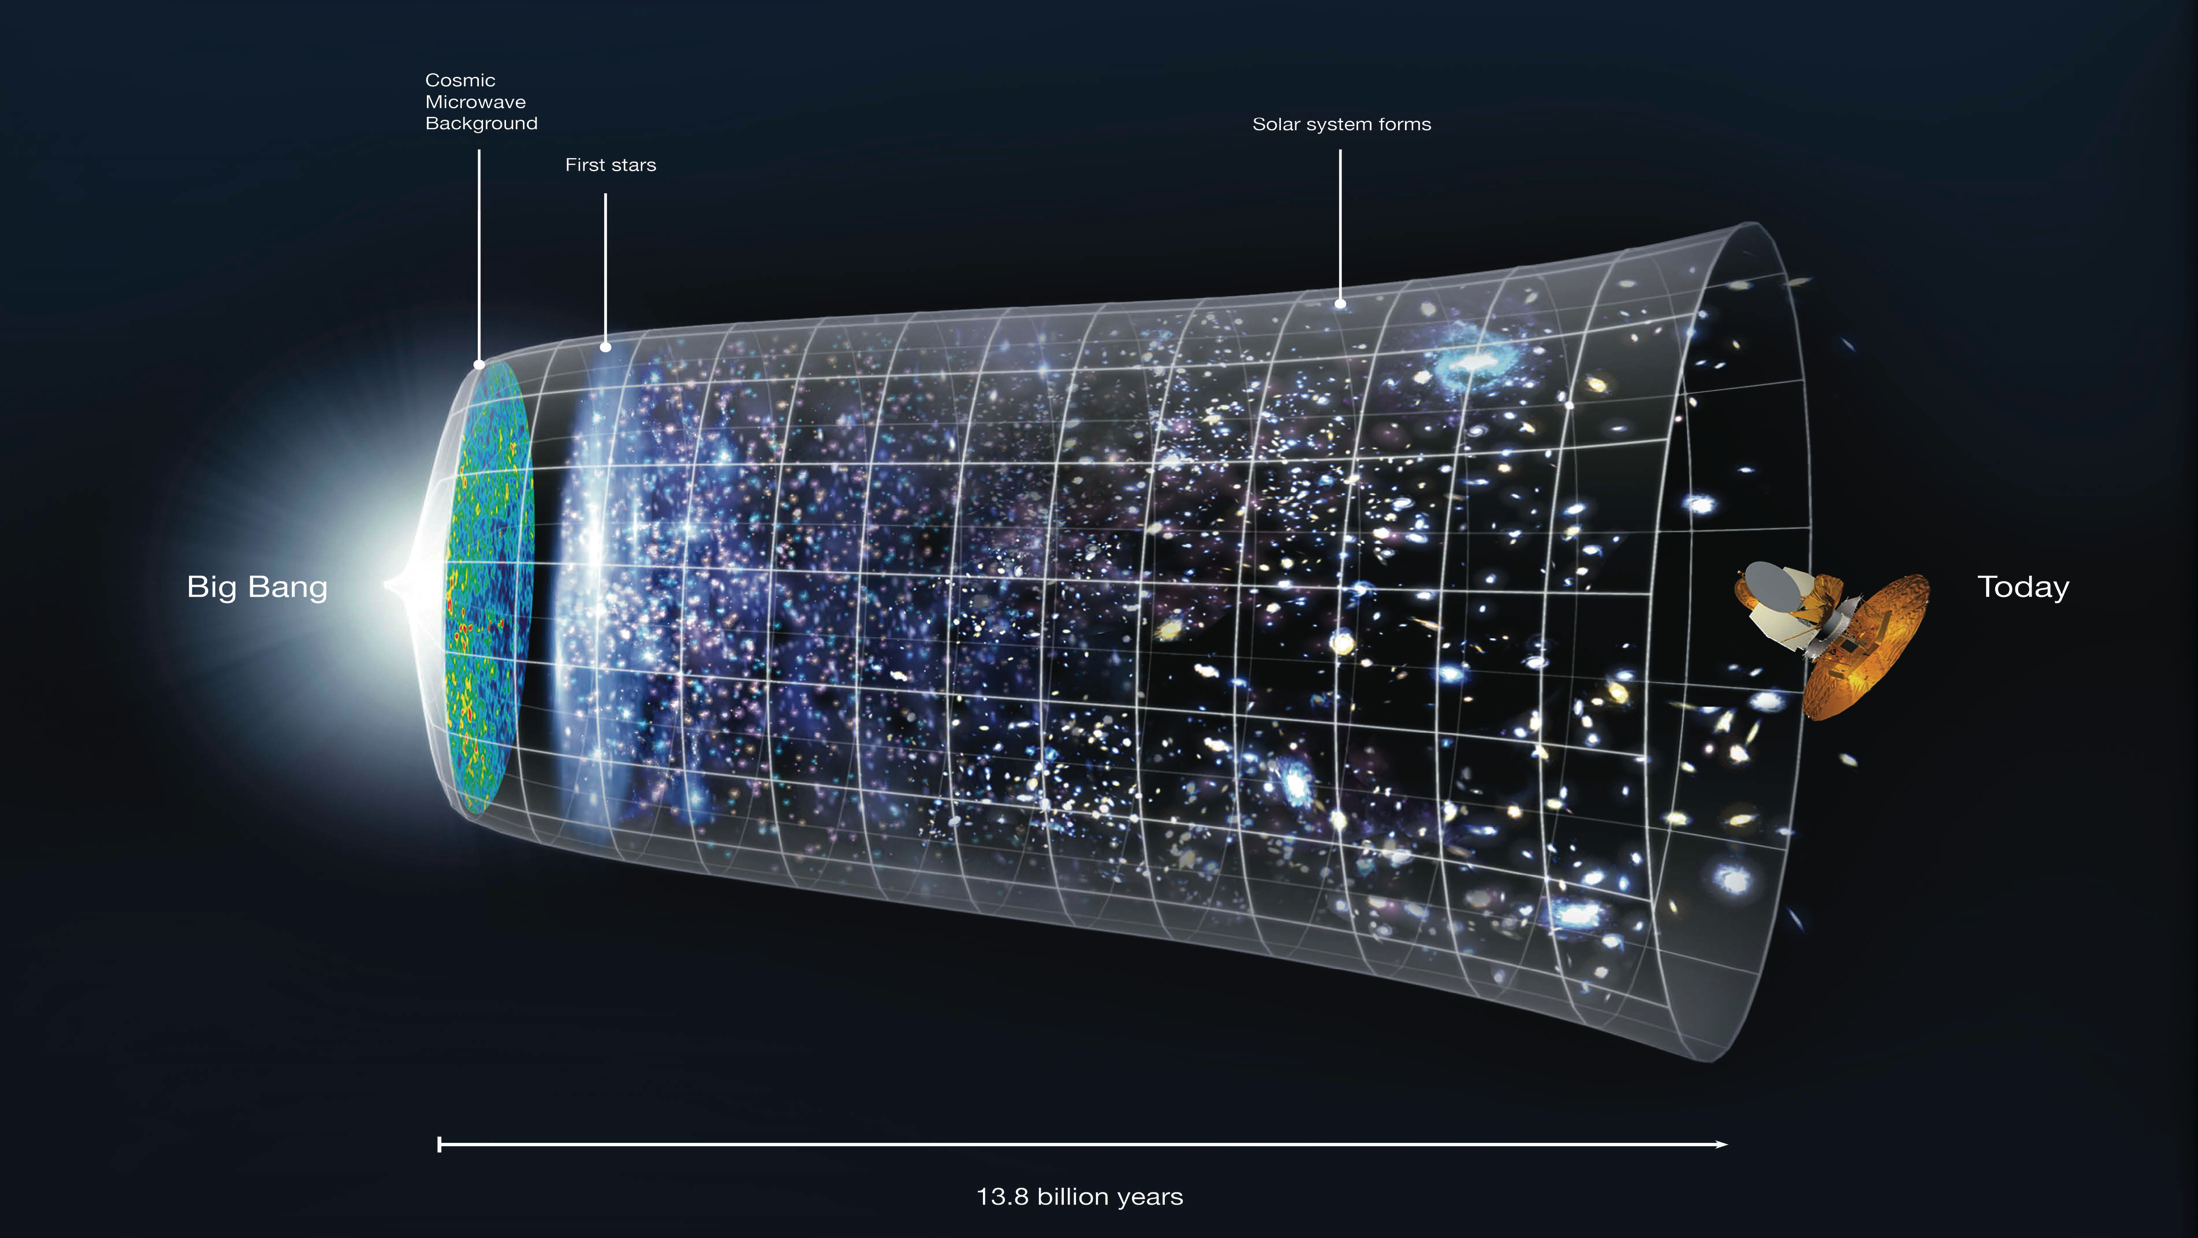 Cosmic
Microwave
Background
First stars
Solar system forms
Big Bang
Today
13.8 billion years